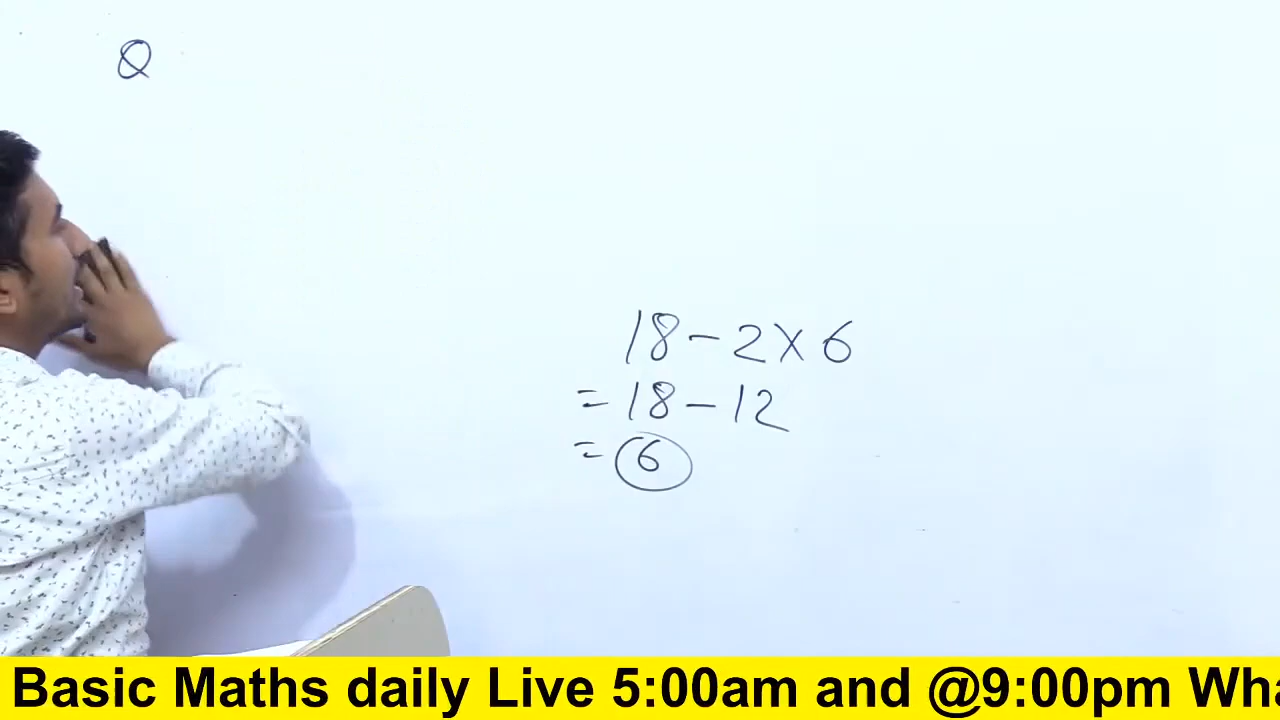 Q
18 - 2 × 6
= 18 - 12
= 6
Basic Maths daily Live 5:00am and @9:00pm Wha